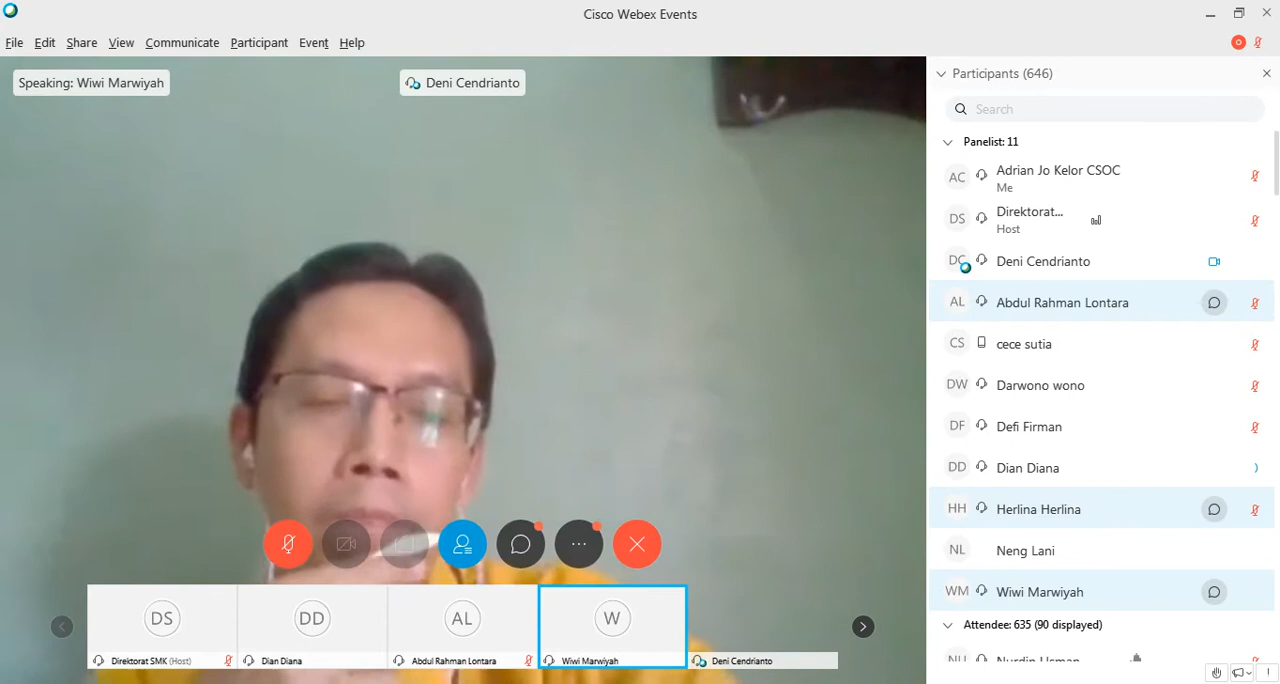 Cisco Webex Events
File Edit Share View Communicate Participant Event Help
Speaking: Wiwi Marwiyah
Deni Cendrianto
Participants (646)
Search
Panelist: 11
AC Adrian Jo Kelor CSOC
Me
DS Direktorat...
Host
DC Deni Cendrianto
AL Abdul Rahman Lontara
CS cece sutia
DW Darwono wono
DF Defi Firman
DD Dian Diana
HH Herlina Herlina
NL Neng Lani
WM Wiwi Marwiyah
Attendee: 635 (90 displayed)
NU Nurdin Usman
DS DD AL W
Direktorat SMK (Host) Dian Diana Abdul Rahman Lontara Wiwi Marwiyah Deni Cendrianto